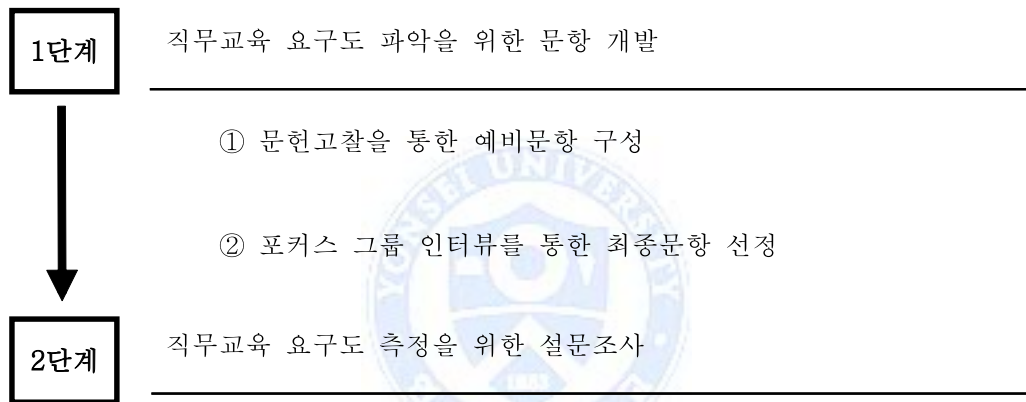 1단계
직무교육 요구도 파악을 위한 문항 개발
① 문헌고찰을 통한 예비문항 구성
YONSEI UNIVERSITY
② 포커스 그룹 인터뷰를 통한 최종문항 선정
2단계
직무교육 요구도 측정을 위한 설문조사
1885